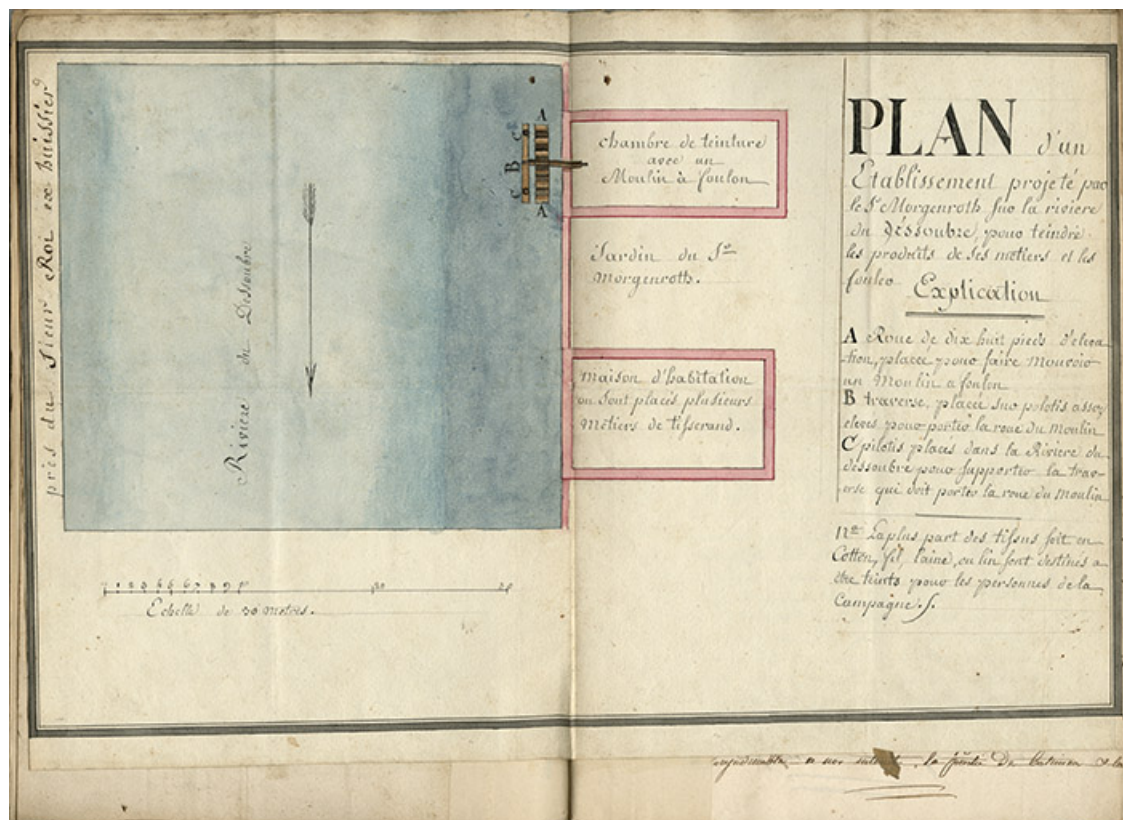 près du Sieur Roi ex huissier
Riviere du Dessoubre
A
C
B
C
A
chambre de teinture
avec un
Moulin à foulon
Jardin du Sr
Morgenroth.
maison d'habitation
ou sont placés plusieurs
métiers de tisserand.
Echelle de 30 metres.
PLAN d'un
Etablissement projeté par
le Sr Morgenroth sur la riviere
du Dessoubre, pour teindre
les produits de ses métiers et les
fouler
Explication
A Roue de dix huit pieds d'eleva
tion, placée pour faire mouvoir
un Moulin a foulon
B traverse, placée sur pilotis assez
elevés pour porter la roue du moulin
C pilotis placés dans la Riviere du
dessoubre pour supporter la trav-
erse qui doit porter la roue du moulin
Na La plus part des tissus soit en
Cotton, fil, laine, ou lin sont destinés a
etre teints pour les personnes de la
Campagne.